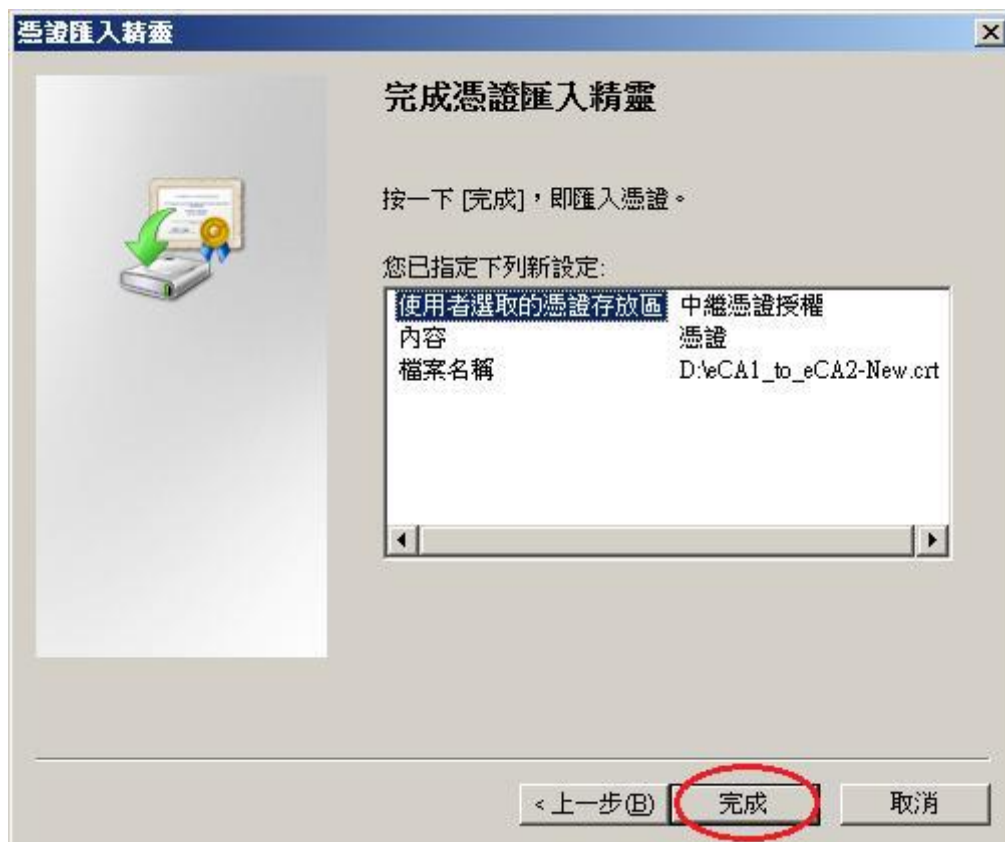 憑證匯入精靈
完成憑證匯入精靈
按一下 [完成],即匯入憑證。
您已指定下列新設定:
使用者選取的憑證存放區 中繼憑證授權
內容 憑證
檔案名稱 D:\eCA1_to_eCA2-New.crt
<上一步(B) 完成 取消